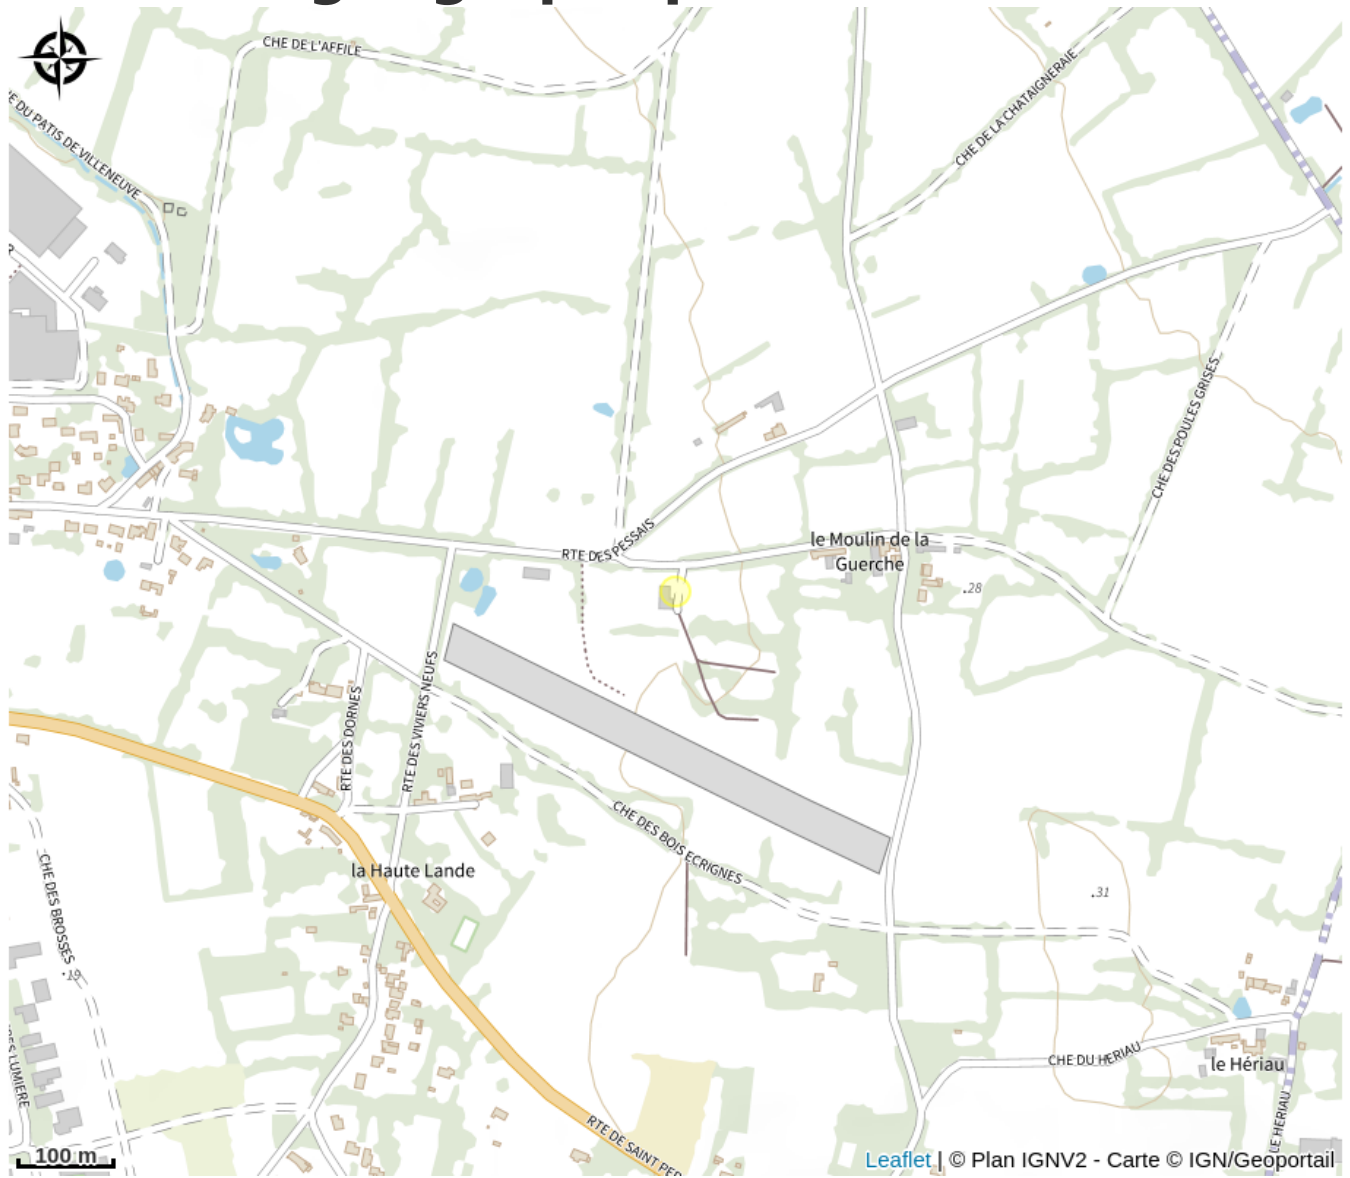 CHE DE L'AFFILE
CHE DE LA CHATAIGNERAIE
E DU PATIS DE VILLENEUVE
CHE DES POULES GRISES
RTE DES PESSAIS
le Moulin de la
Guerche
.28
RTE DES VIVIERS NEUFS
RTE DES DORNES
CHE DES BOIS ECRIGNES
la Haute Lande
CHE DES BROSSES
.31
.19
CHE DU HERIAU
le Hériau
LE HERIAU
LUMIERE
RTE DE SAINT PER
100 m
Leaflet | © Plan IGNV2 - Carte © IGN/Geoportail